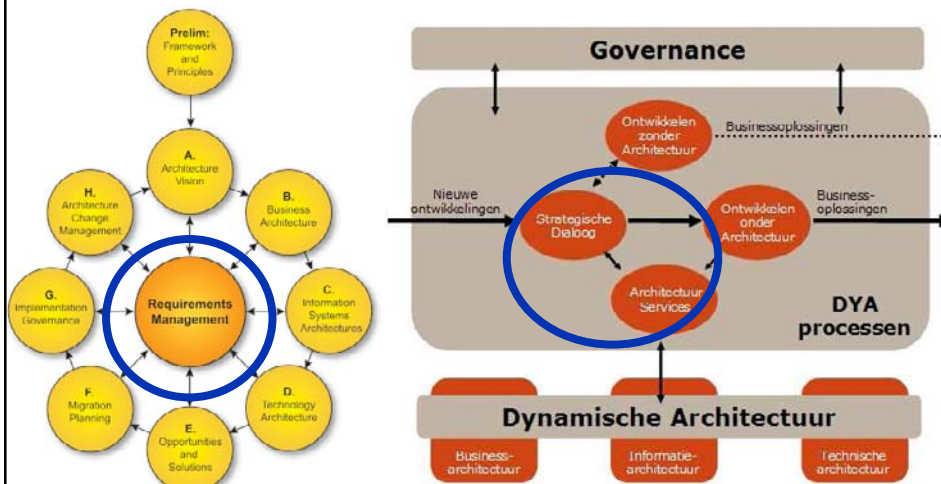 Prelim:
Framework
and
Principles
A.
Architecture
Vision
B.
Business
Architecture
C.
Information
Systems
Architectures
D.
Technology
Architecture
E.
Opportunities
and
Solutions
F.
Migration
Planning
G.
Implementation
Governance
H.
Architecture
Change
Management
Requirements
Management
Governance
Ontwikkelen
zonder
Architectuur
Businessoplossingen
Nieuwe
ontwikkelingen
Strategische
Dialoog
Ontwikkelen
onder
Architectuur
Business-
oplossingen
Architectuur
Services
DYA
processen
Dynamische Architectuur
Business-
architectuur
Informatie-
architectuur
Technische
architectuur